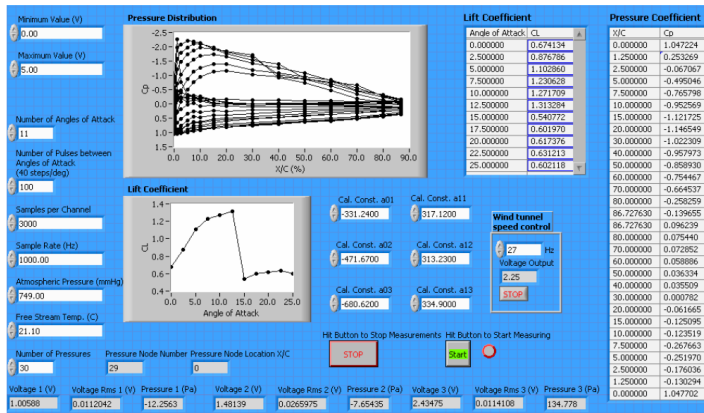 Minimum Value (V)
0.00
Maximum Value (V)
5.00
Number of Angles of Attack
11
Number of Pulses between
Angles of Attack
(40 steps/deg)
100
Samples per Channel
3000
Sample Rate (Hz)
1000.00
Atmospheric Pressure (mmHg)
749.00
Free Stream Temp. (C)
21.10
Number of Pressures
30
Pressure Distribution
-2.5
-2.0
-1.5
-1.0
-0.5
0.0
0.5
1.0
1.5
Cp
0.0 10.0 20.0 30.0 40.0 50.0 60.0 70.0 80.0 90.0
X/C (%)
Lift Coefficient
1.4
1.2
1.0
0.8
0.6
0.4
CL
0.0 5.0 10.0 15.0 20.0 25.0
Angle of Attack
Lift Coefficient
Angle of Attack CL
0.000000 0.674134
2.500000 0.876786
5.000000 1.102860
7.500000 1.230628
10.000000 1.271709
12.500000 1.313284
15.000000 0.540772
17.500000 0.601970
20.000000 0.617376
22.500000 0.631213
25.000000 0.602118
Cal. Const. a01 Cal. Const. a11
-331.2400 317.1200
Cal. Const. a02 Cal. Const. a12
-471.6700 313.2300
Cal. Const. a03 Cal. Const. a13
-680.6200 334.9000
Wind tunnel
speed control
27 Hz
Voltage Output
2.25
STOP
Hit Button to Stop Measurements Hit Button to Start Measuring
STOP Start
Pressure Node Number Pressure Node Location X/C
29 0
Pressure Coefficient
X/C Cp
0.000000 1.047224
1.250000 0.253269
2.500000 -0.067067
5.000000 -0.495046
7.500000 -0.765798
10.000000 -0.952569
15.000000 -1.121725
20.000000 -1.146549
30.000000 -1.022309
40.000000 -0.957973
50.000000 -0.858930
60.000000 -0.754467
70.000000 -0.664537
80.000000 -0.258259
86.727630 -0.139655
86.727630 0.096239
80.000000 0.075440
70.000000 0.072852
60.000000 0.058886
50.000000 0.036334
40.000000 0.035509
30.000000 0.000782
20.000000 -0.061665
15.000000 -0.125095
10.000000 -0.123519
7.500000 -0.267663
5.000000 -0.251970
2.500000 -0.176036
1.250000 -0.130294
0.000000 1.047702
Voltage 1 (V) Voltage Rms 1 (V) Pressure 1 (Pa) Voltage 2 (V) Voltage Rms 2 (V) Pressure 2 (Pa) Voltage 3 (V) Voltage Rms 3 (V) Pressure 3 (Pa)
1.00588 0.0112042 -12.2563 1.48139 0.0265975 -7.65435 2.43475 0.0114108 134.778